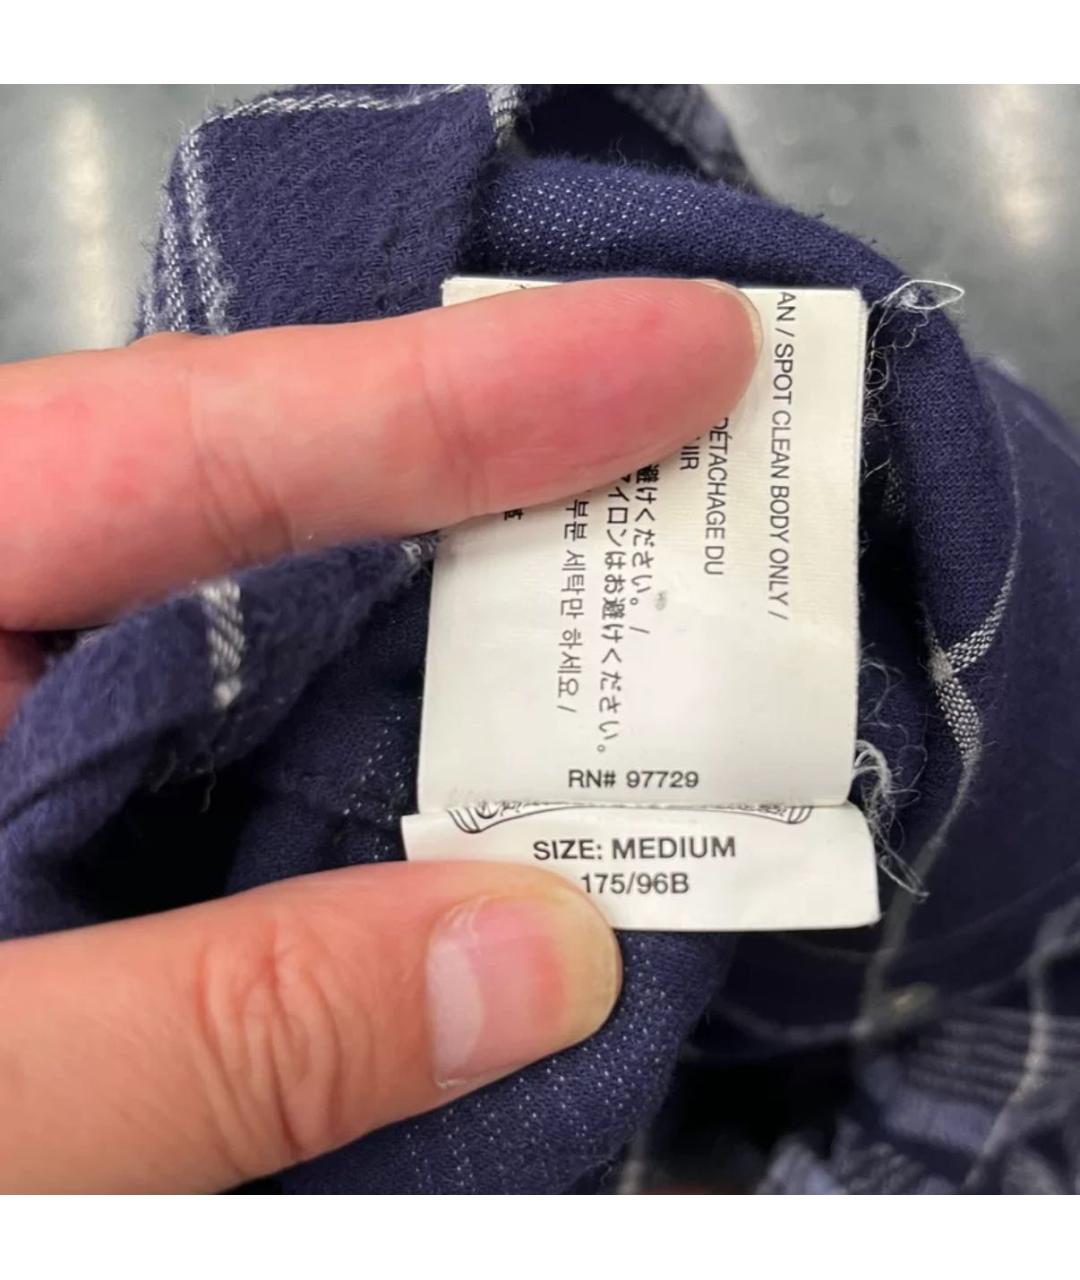 AN / SPOT CLEAN BODY ONLY /
DÉTACHAGE DU
避けください。 /
アイロンはお避けください。
부분 세탁만 하세요 /
RN# 97729
SIZE: MEDIUM
175/96B